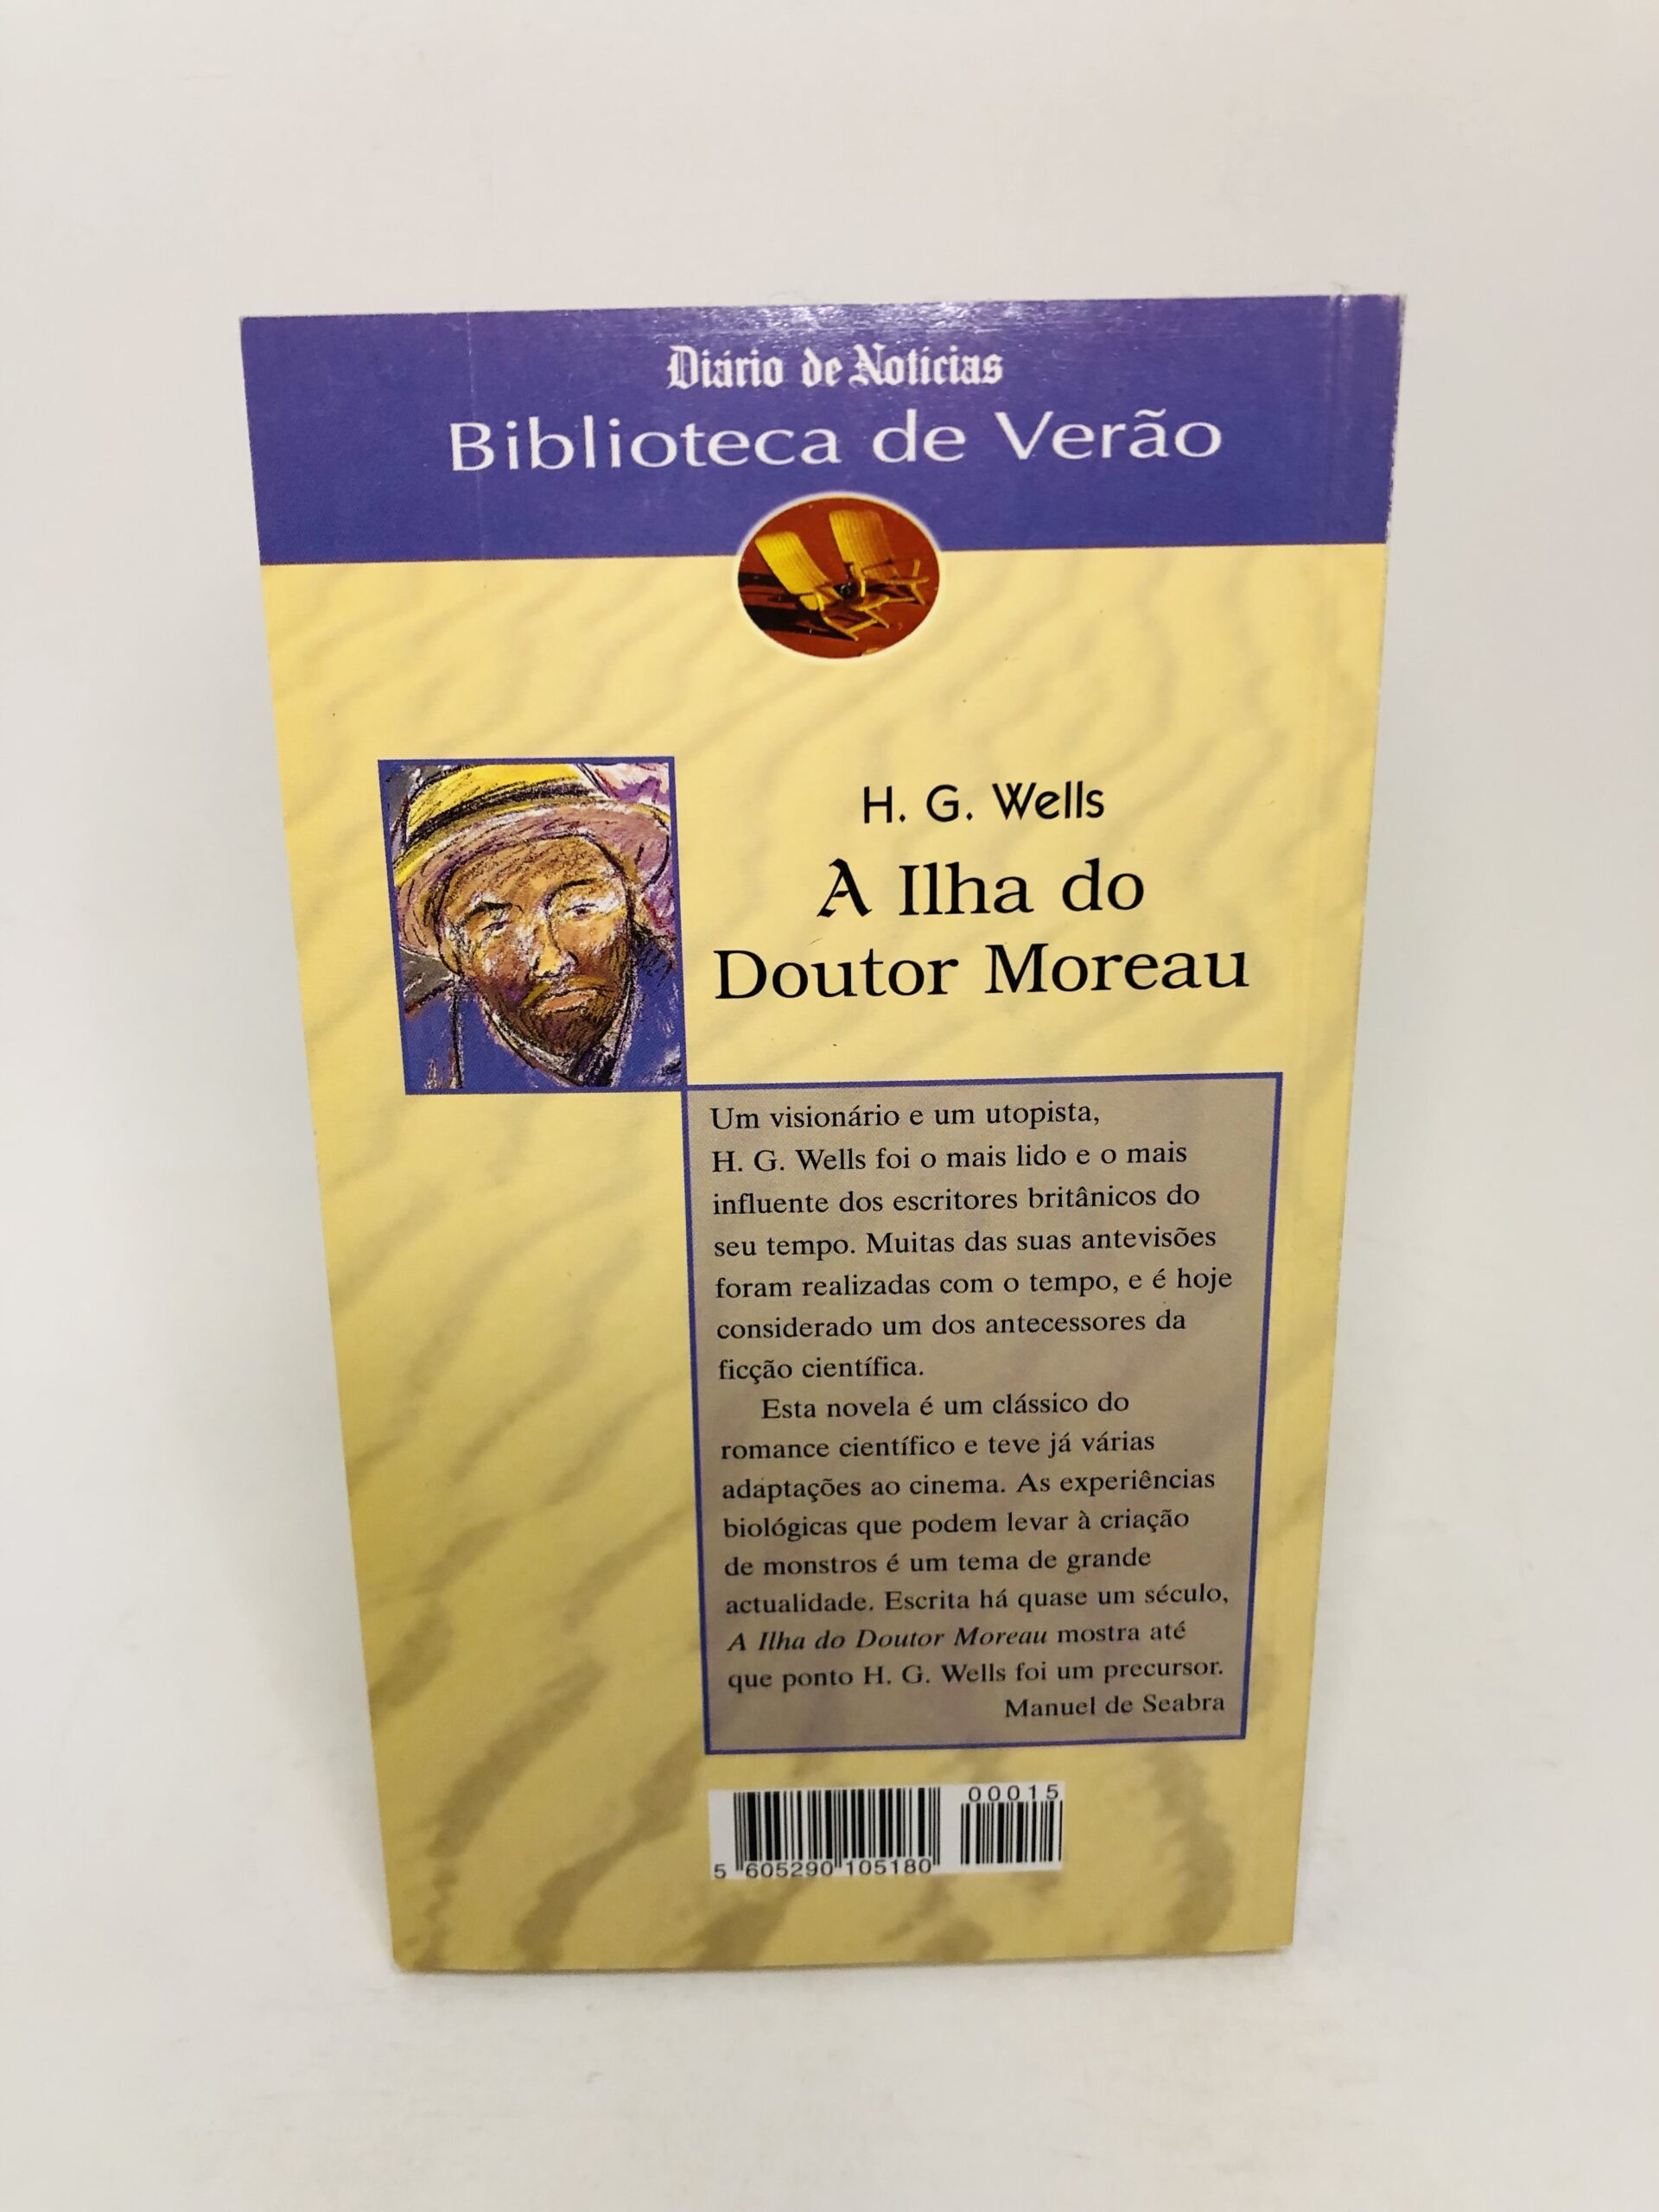 Diário de Notícias
Biblioteca de Verão
H. G. Wells
A Ilha do
Doutor Moreau
Um visionário e um utopista,
H. G. Wells foi o mais lido e o mais
influente dos escritores britânicos do
seu tempo. Muitas das suas antevisões
foram realizadas com o tempo, e é hoje
considerado um dos antecessores da
ficção científica.
Esta novela é um clássico do
romance científico e teve já várias
adaptações ao cinema. As experiências
biológicas que podem levar à criação
de monstros é um tema de grande
actualidade. Escrita há quase um século,
A Ilha do Doutor Moreau mostra até
que ponto H. G. Wells foi um precursor.
Manuel de Seabra
00015
5 605290 105180